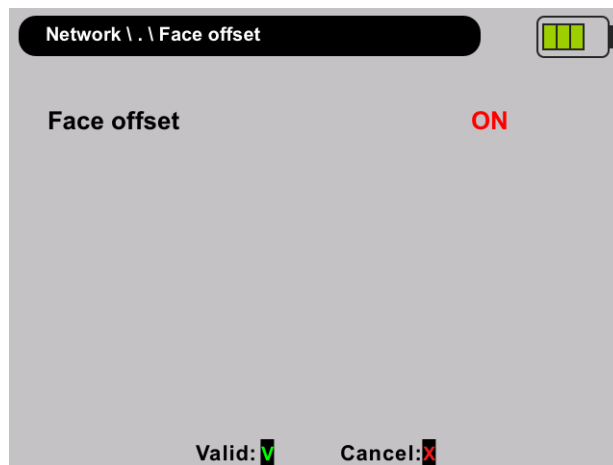 Network \ . \ Face offset
Face offset ON
Valid: V Cancel: X